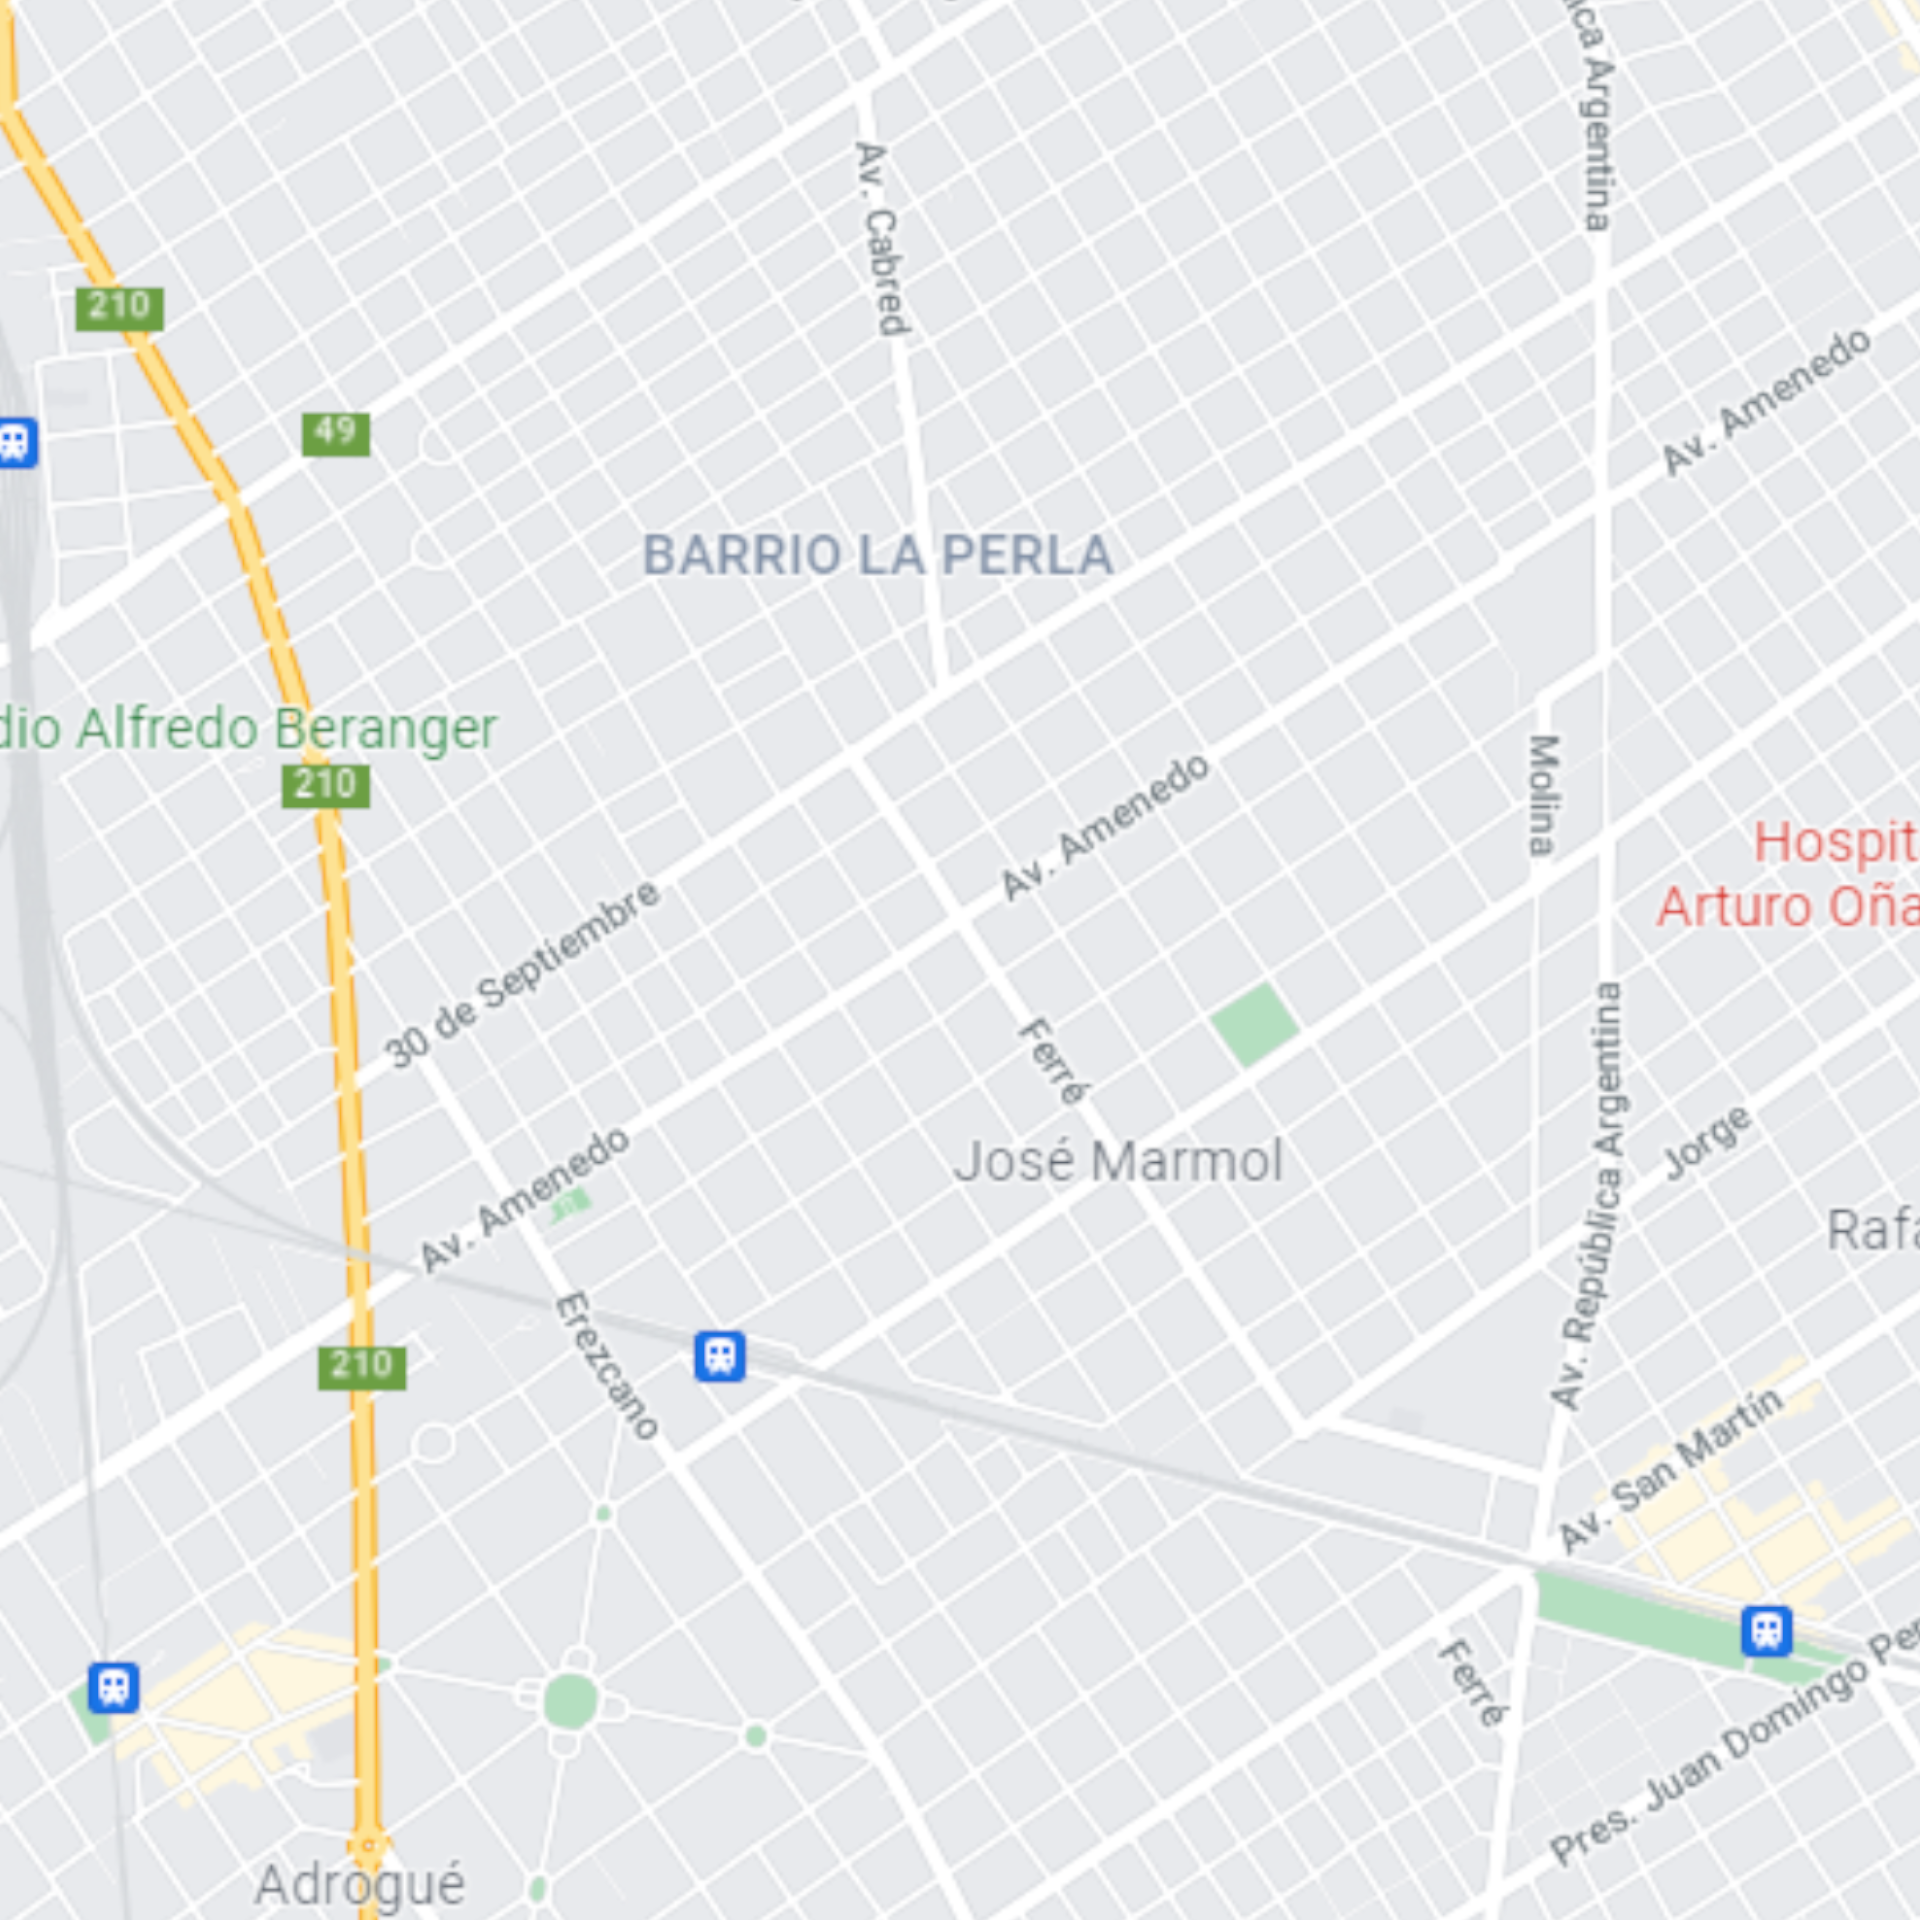 ica Argentina
Av. Cabred
210
Av. Amenedo
49
BARRIO LA PERLA
dio Alfredo Beranger
210
Av. Amenedo
Molina
Hospit
Arturo Oña
30 de Septiembre
Ferré
Av. República Argentina
José Marmol
Jorge
Av. Amenedo
Rafa
Erezcano
210
Av. San Martín
Ferré
Pres. Juan Domingo Per
Adrogué